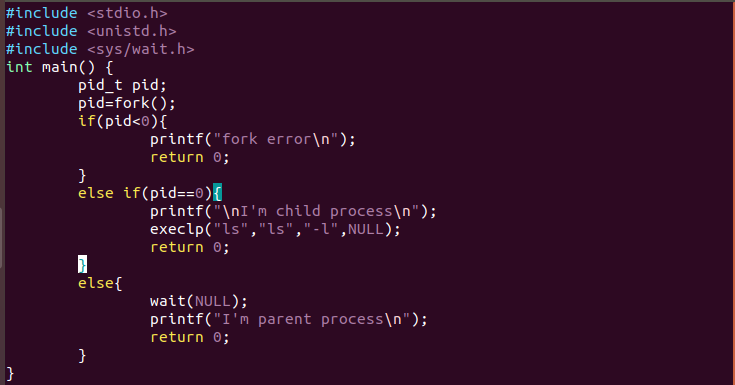 #include <stdio.h>
#include <unistd.h>
#include <sys/wait.h>
int main() {
        pid_t pid;
        pid=fork();
        if(pid<0){
                printf("fork error\n");
                return 0;
        }
        else if(pid==0){
                printf("\nI'm child process\n");
                execlp("ls","ls","-l",NULL);
                return 0;
        }
        else{
                wait(NULL);
                printf("I'm parent process\n");
                return 0;
        }
}